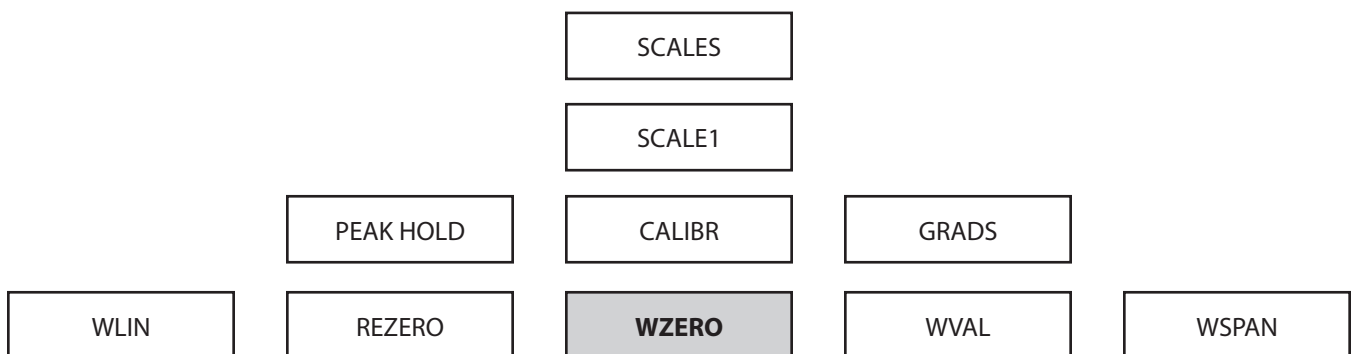 SCALES
SCALE1
PEAK HOLD CALIBR GRADS
WLIN REZERO WZERO WVAL WSPAN